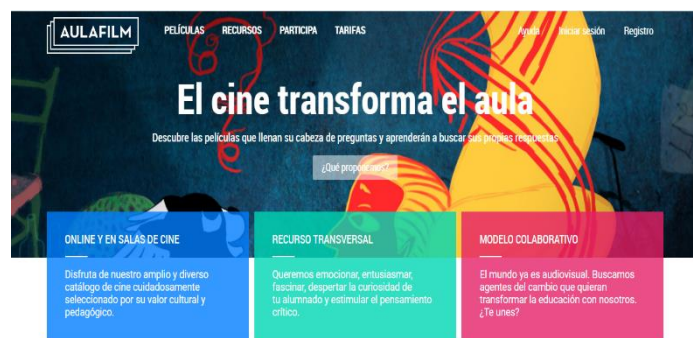 AULAFILM
PELÍCULAS RECURSOS PARTICIPA TARIFAS
Ayuda Iniciar sesión Registro
El cine transforma el aula
Descubre las películas que llenan su cabeza de preguntas y aprenderán a buscar sus propias respuestas
¿Qué proponemos?
ONLINE Y EN SALAS DE CINE
Disfruta de nuestro amplio y diverso
catálogo de cine cuidadosamente
seleccionado por su valor cultural y
pedagógico.
RECURSO TRANSVERSAL
Queremos emocionar, entusiasmar,
fascinar, despertar la curiosidad de
tu alumnado y estimular el pensamiento
crítico.
MODELO COLABORATIVO
El mundo ya es audiovisual. Buscamos
agentes del cambio que quieran
transformar la educación con nosotros.
¿Te unes?